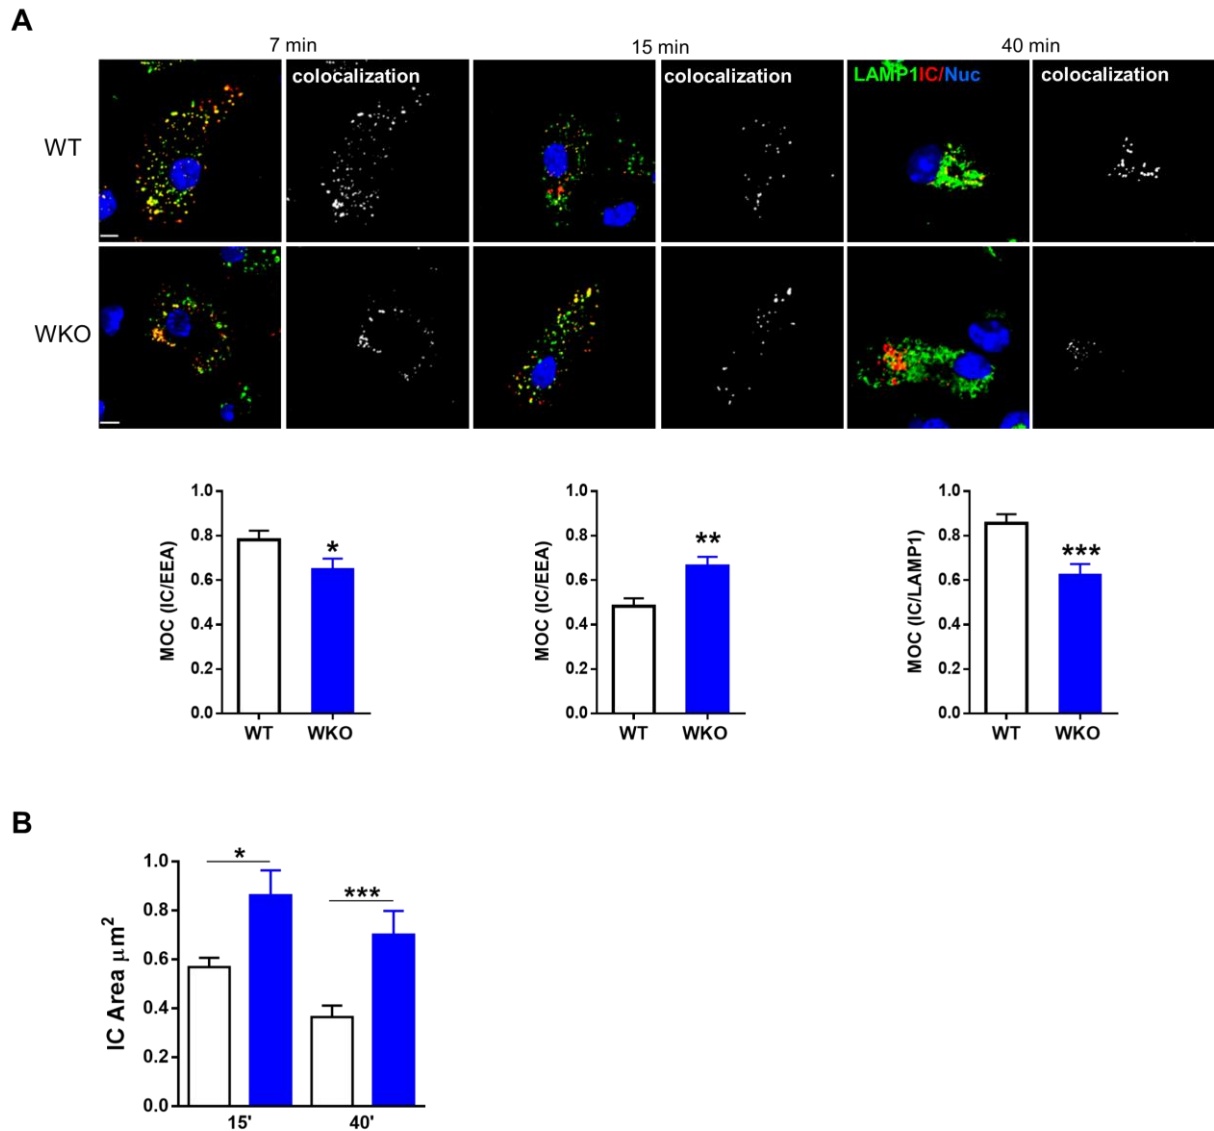 A
7 min 15 min 40 min
colocalization colocalization LAMP1IC/Nuc colocalization
WT
WKO
1.0 1.0 1.0
0.8 0.8 0.8
0.6 0.6 0.6
0.4 0.4 0.4
0.2 0.2 0.2
0.0 0.0 0.0
MOC (IC/EEA) MOC (IC/EEA) MOC (IC/LAMP1)
* ** ***
WT WKO WT WKO WT WKO
B
1.0
0.8
0.6
0.4
0.2
0.0
IC Area μm²
* ***
15' 40'